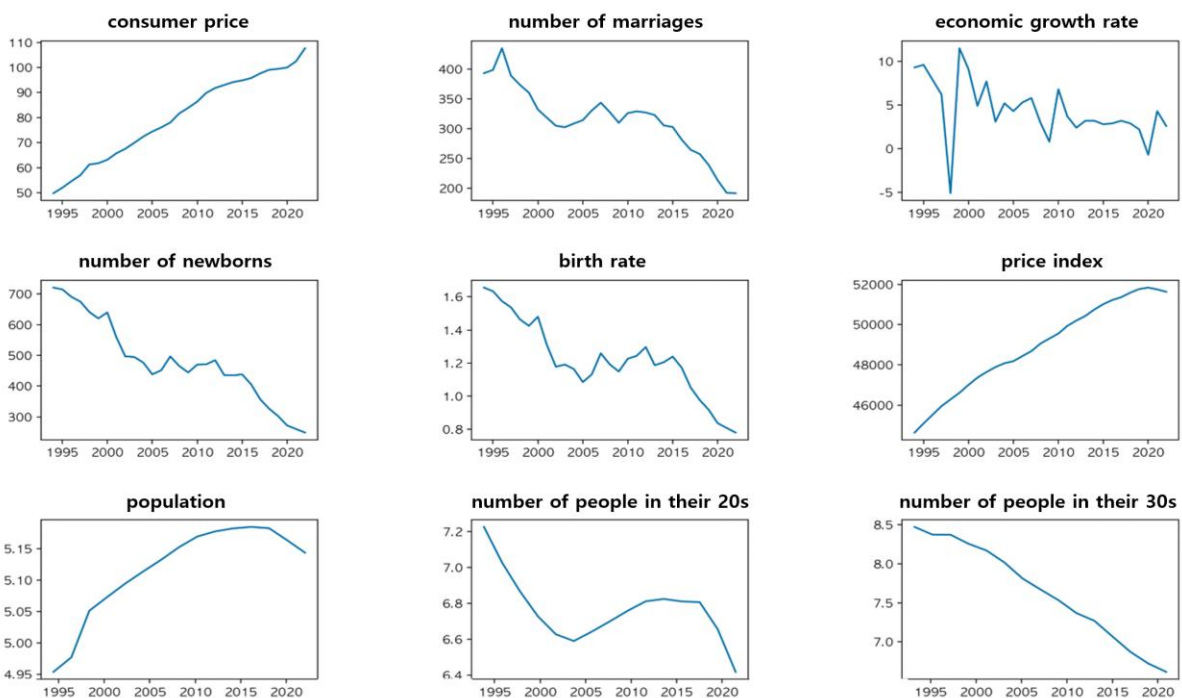 consumer price
110
100
90
80
70
60
50
1995 2000 2005 2010 2015 2020
number of marriages
400
350
300
250
200
1995 2000 2005 2010 2015 2020
economic growth rate
10
5
0
-5
1995 2000 2005 2010 2015 2020
number of newborns
700
600
500
400
300
1995 2000 2005 2010 2015 2020
birth rate
1.6
1.4
1.2
1.0
0.8
1995 2000 2005 2010 2015 2020
price index
52000
50000
48000
46000
1995 2000 2005 2010 2015 2020
population
5.15
5.10
5.05
5.00
4.95
1995 2000 2005 2010 2015 2020
number of people in their 20s
7.2
7.0
6.8
6.6
6.4
1995 2000 2005 2010 2015 2020
number of people in their 30s
8.5
8.0
7.5
7.0
1995 2000 2005 2010 2015 2020